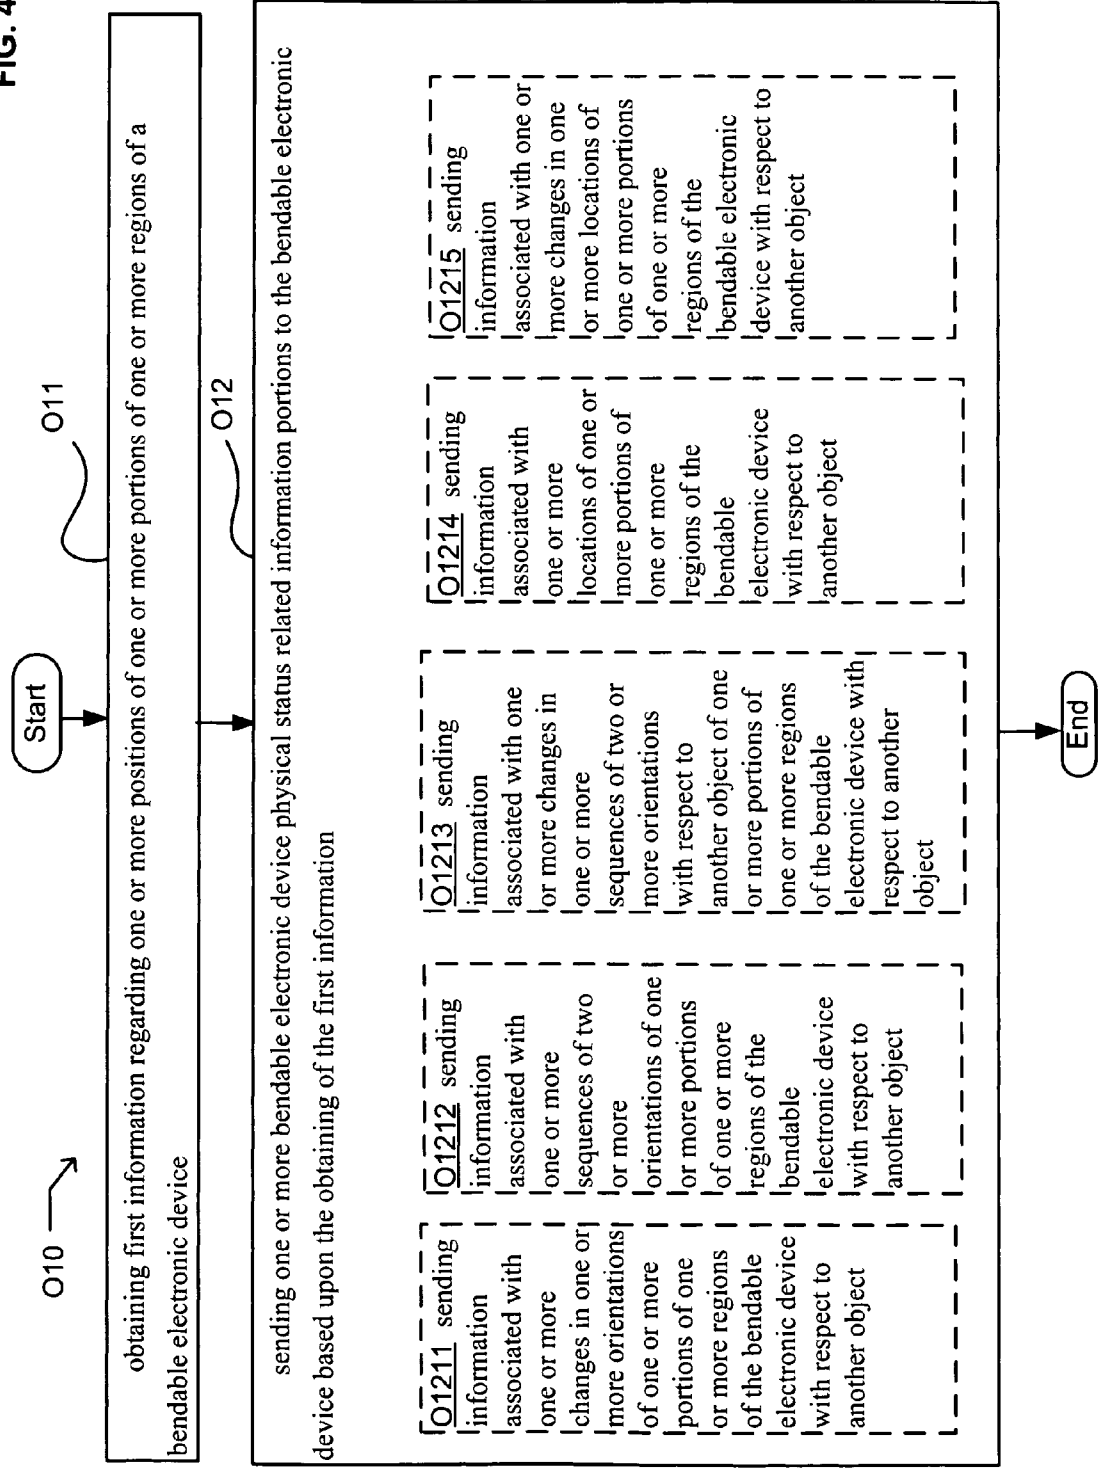 FIG. 4
Start
O10
O11
obtaining first information regarding one or more positions of one or more portions of one or more regions of a
bendable electronic device
O12
sending one or more bendable electronic device physical status related information portions to the bendable electronic
device based upon the obtaining of the first information
O1211 sending
information
associated with
one or more
changes in one or
more orientations
of one or more
portions of one
or more regions
of the bendable
electronic device
with respect to
another object
O1212 sending
information
associated with
one or more
sequences of two
or more
orientations of one
or more portions
of one or more
regions of the
bendable
electronic device
with respect to
another object
O1213 sending
information
associated with one
or more changes in
one or more
sequences of two or
more orientations
with respect to
another object of one
or more portions of
one or more regions
of the bendable
electronic device with
respect to another
object
O1214 sending
information
associated with
one or more
locations of one or
more portions of
one or more
regions of the
bendable
electronic device
with respect to
another object
O1215 sending
information
associated with one or
more changes in one
or more locations of
one or more portions
of one or more
regions of the
bendable electronic
device with respect to
another object
End